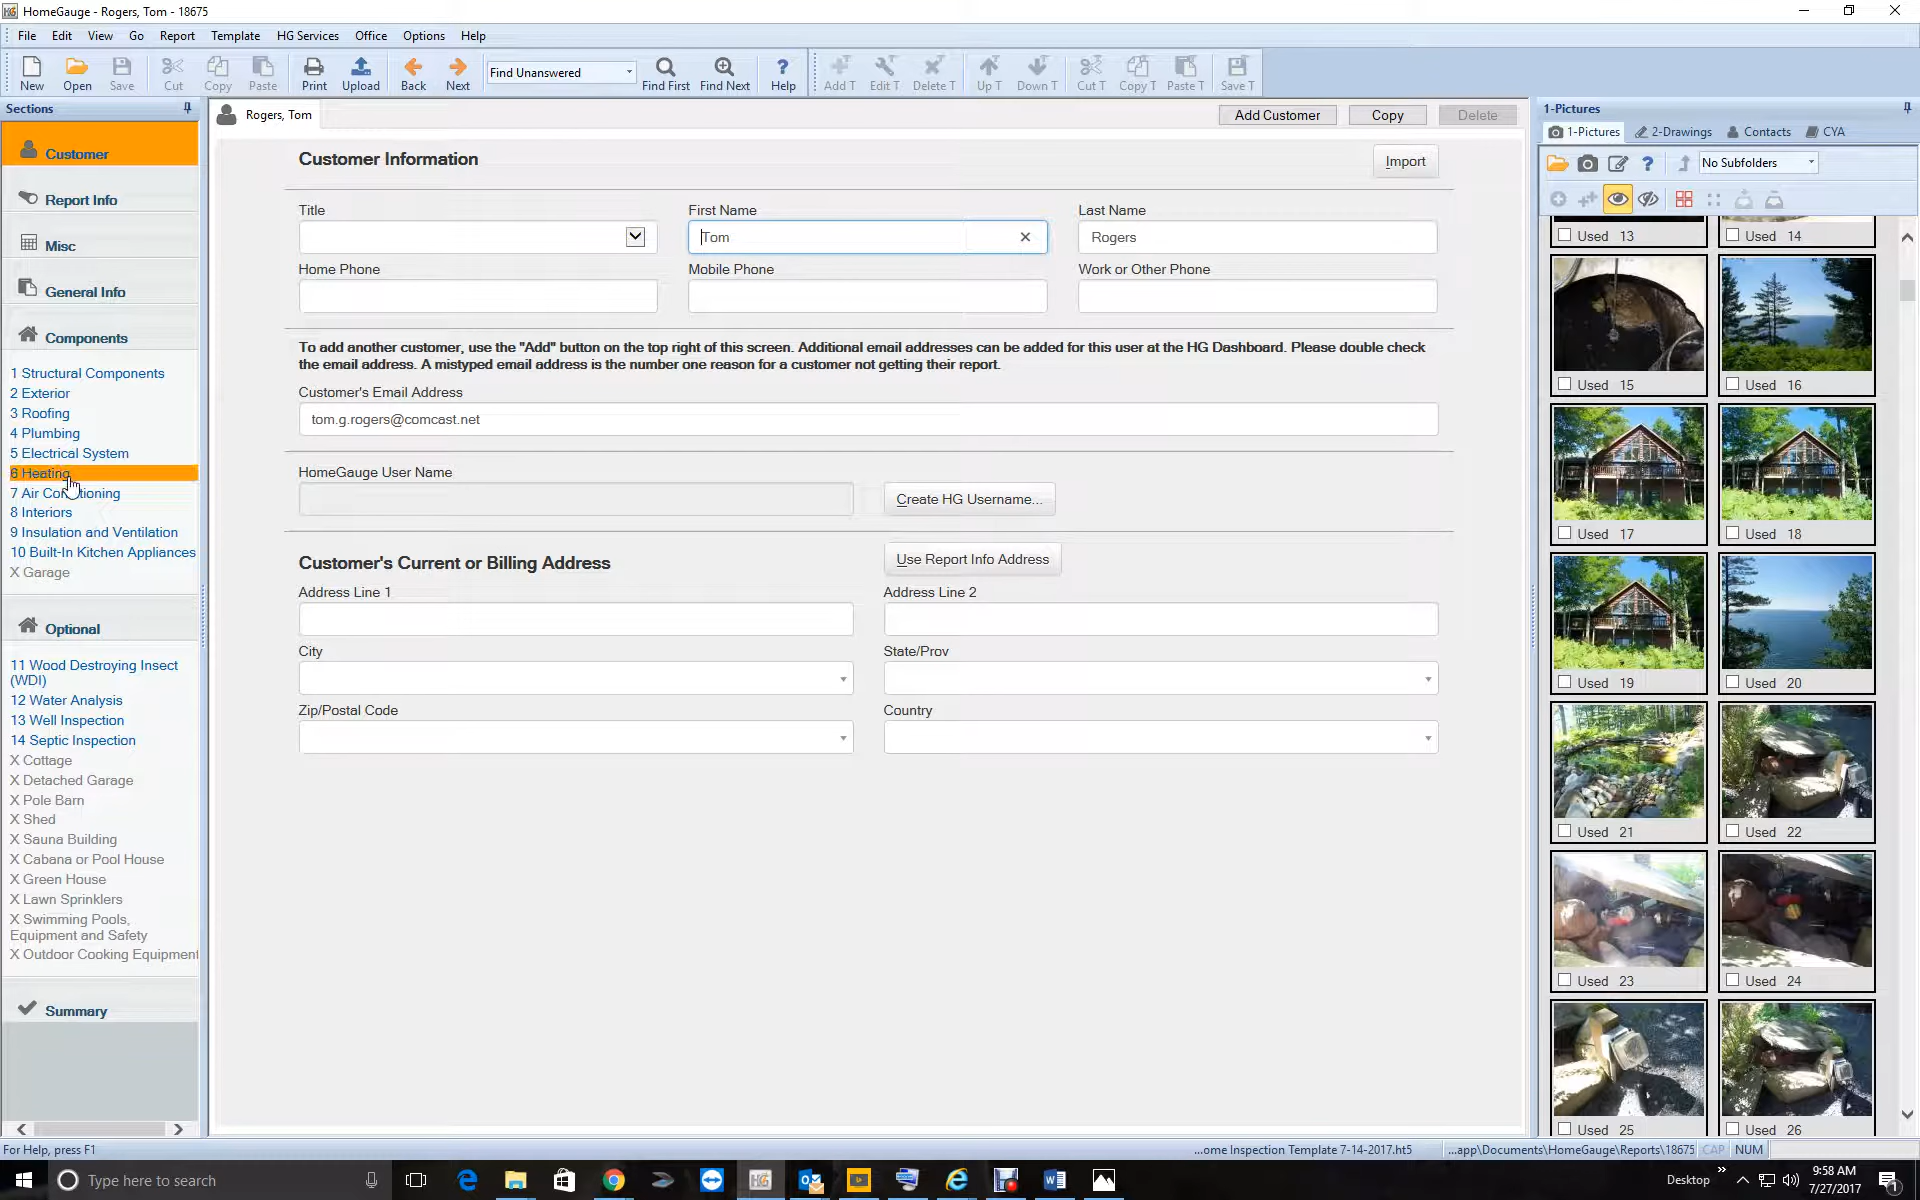 HomeGauge - Rogers, Tom - 18675
File Edit View Go Report Template HG Services Office Options Help
New Open Save Cut Copy Paste Print Upload Back Next Find Unanswered Find First Find Next Help Add T Edit T Delete T Up T Down T Cut T Copy T Paste T Save T
Sections
Customer
Report Info
Misc
General Info
Components
1 Structural Components
2 Exterior
3 Roofing
4 Plumbing
5 Electrical System
6 Heating
7 Air Conditioning
8 Interiors
9 Insulation and Ventilation
10 Built-In Kitchen Appliances
X Garage
Optional
11 Wood Destroying Insect
(WDI)
12 Water Analysis
13 Well Inspection
14 Septic Inspection
X Cottage
X Detached Garage
X Pole Barn
X Shed
X Sauna Building
X Cabana or Pool House
X Green House
X Lawn Sprinklers
X Swimming Pools,
Equipment and Safety
X Outdoor Cooking Equipment
Summary
Rogers, Tom
Add Customer Copy Delete
Customer Information
Import
Title First Name Last Name
Tom Rogers
Home Phone Mobile Phone Work or Other Phone
To add another customer, use the "Add" button on the top right of this screen. Additional email addresses can be added for this user at the HG Dashboard. Please double check
the email address. A mistyped email address is the number one reason for a customer not getting their report.
Customer's Email Address
tom.g.rogers@comcast.net
HomeGauge User Name
Create HG Username...
Customer's Current or Billing Address
Use Report Info Address
Address Line 1 Address Line 2
City State/Prov
Zip/Postal Code Country
1-Pictures
1-Pictures 2-Drawings Contacts CYA
No Subfolders
Used 13 Used 14
Used 15 Used 16
Used 17 Used 18
Used 19 Used 20
Used 21 Used 22
Used 23 Used 24
Used 25 Used 26
For Help, press F1
...ome Inspection Template 7-14-2017.ht5 ...app\Documents\HomeGauge\Reports\18675 CAP NUM
Type here to search
Desktop
9:58 AM
7/27/2017
1